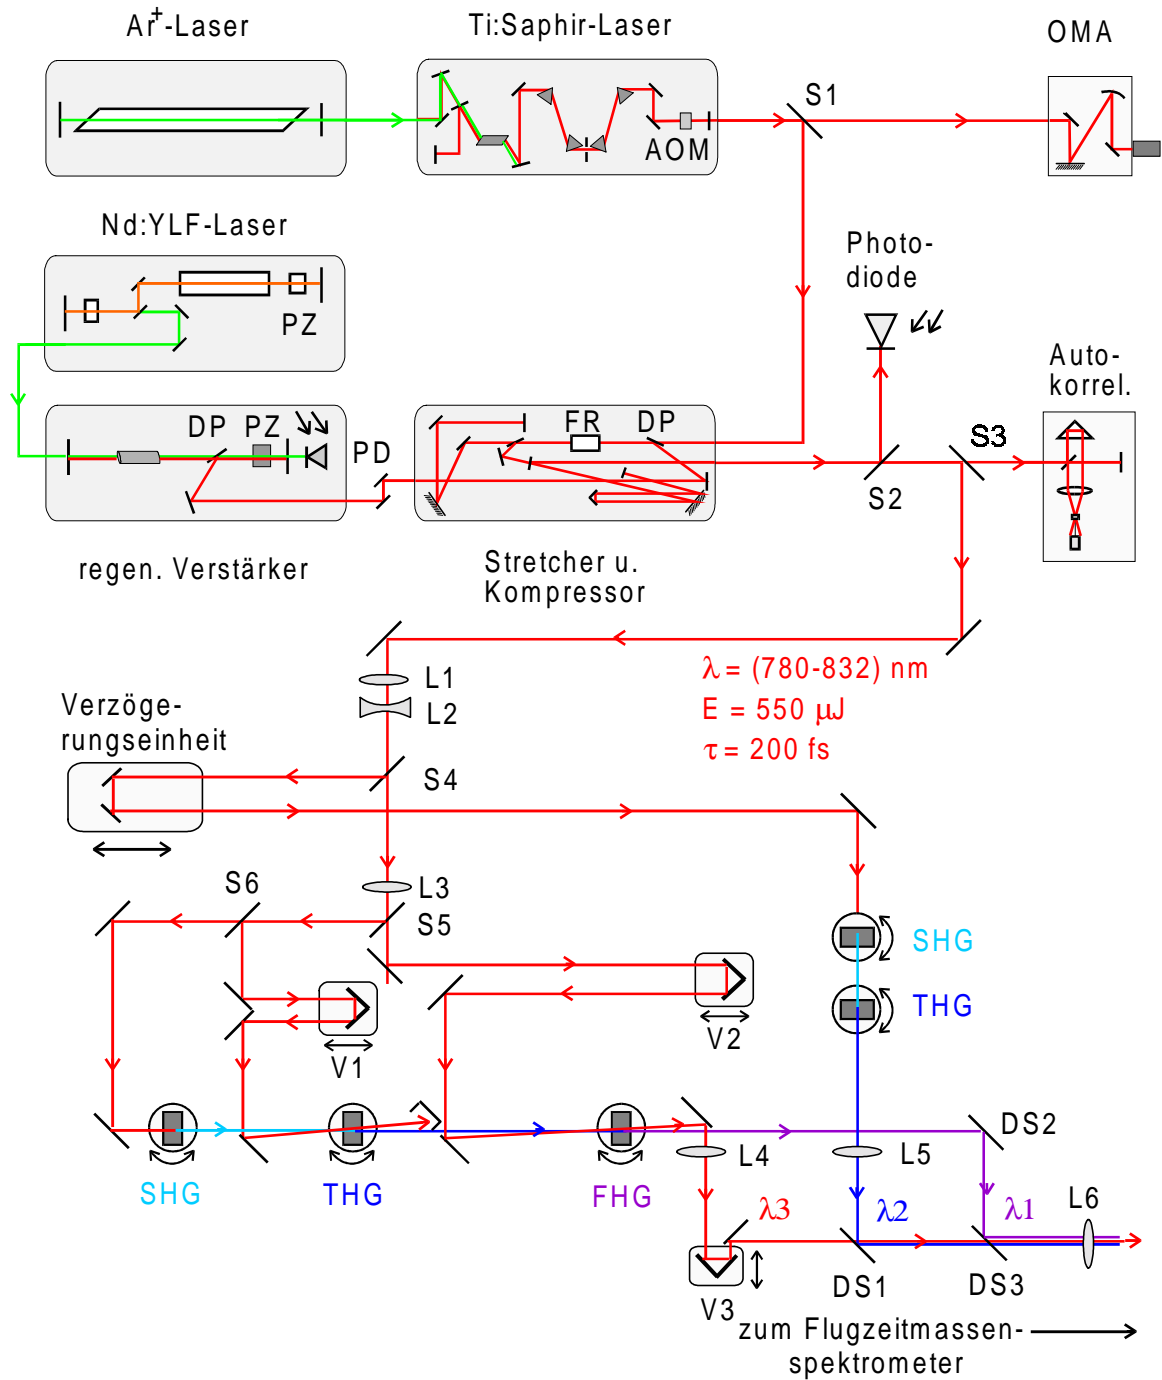 Ar⁺-Laser
Ti:Saphir-Laser
OMA
S1
AOM
Nd:YLF-Laser
PZ
Photo-
diode
Auto-
korrel.
S3
DP
PZ
PD
FR
DP
S2
regen. Verstärker
Stretcher u.
Kompressor
λ = (780-832) nm
E = 550 µJ
τ = 200 fs
L1
L2
Verzöge-
rungseinheit
S4
L3
S6
S5
SHG
THG
V1
V2
DS2
L4
L5
SHG
THG
FHG
λ3
λ2
λ1
L6
DS1
DS3
V3
zum Flugzeitmassen-
spektrometer